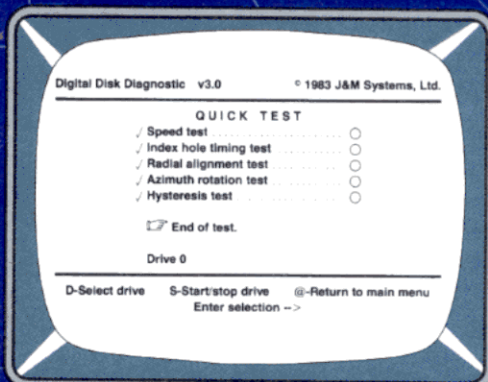 Digital Disk Diagnostic v3.0 © 1983 J&M Systems, Ltd.
QUICK TEST
✓ Speed test ○
✓ Index hole timing test ○
✓ Radial alignment test ○
✓ Azimuth rotation test ○
✓ Hysteresis test ○
☞ End of test.
Drive 0
D-Select drive S-Start/stop drive @-Return to main menu
Enter selection -->